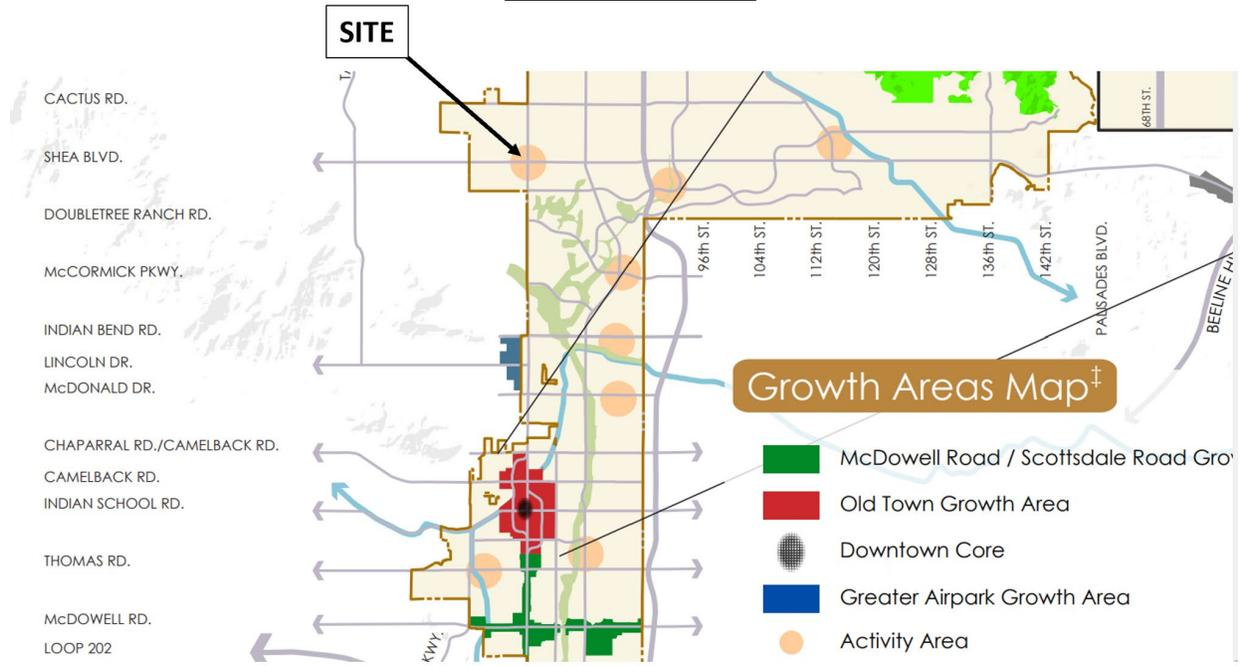 SITE
CACTUS RD.
SHEA BLVD.
DOUBLETREE RANCH RD.
McCORMICK PKWY.
INDIAN BEND RD.
LINCOLN DR.
McDONALD DR.
CHAPARRAL RD./CAMELBACK RD.
CAMELBACK RD.
INDIAN SCHOOL RD.
THOMAS RD.
McDOWELL RD.
LOOP 202
68TH ST.
96th ST.
104th ST.
112th ST.
120th ST.
128th ST.
136th ST.
142th ST.
PALISADES BLVD.
BEELINE H
KWY.
Growth Areas Map‡
McDowell Road / Scottsdale Road Grov
Old Town Growth Area
Downtown Core
Greater Airpark Growth Area
Activity Area